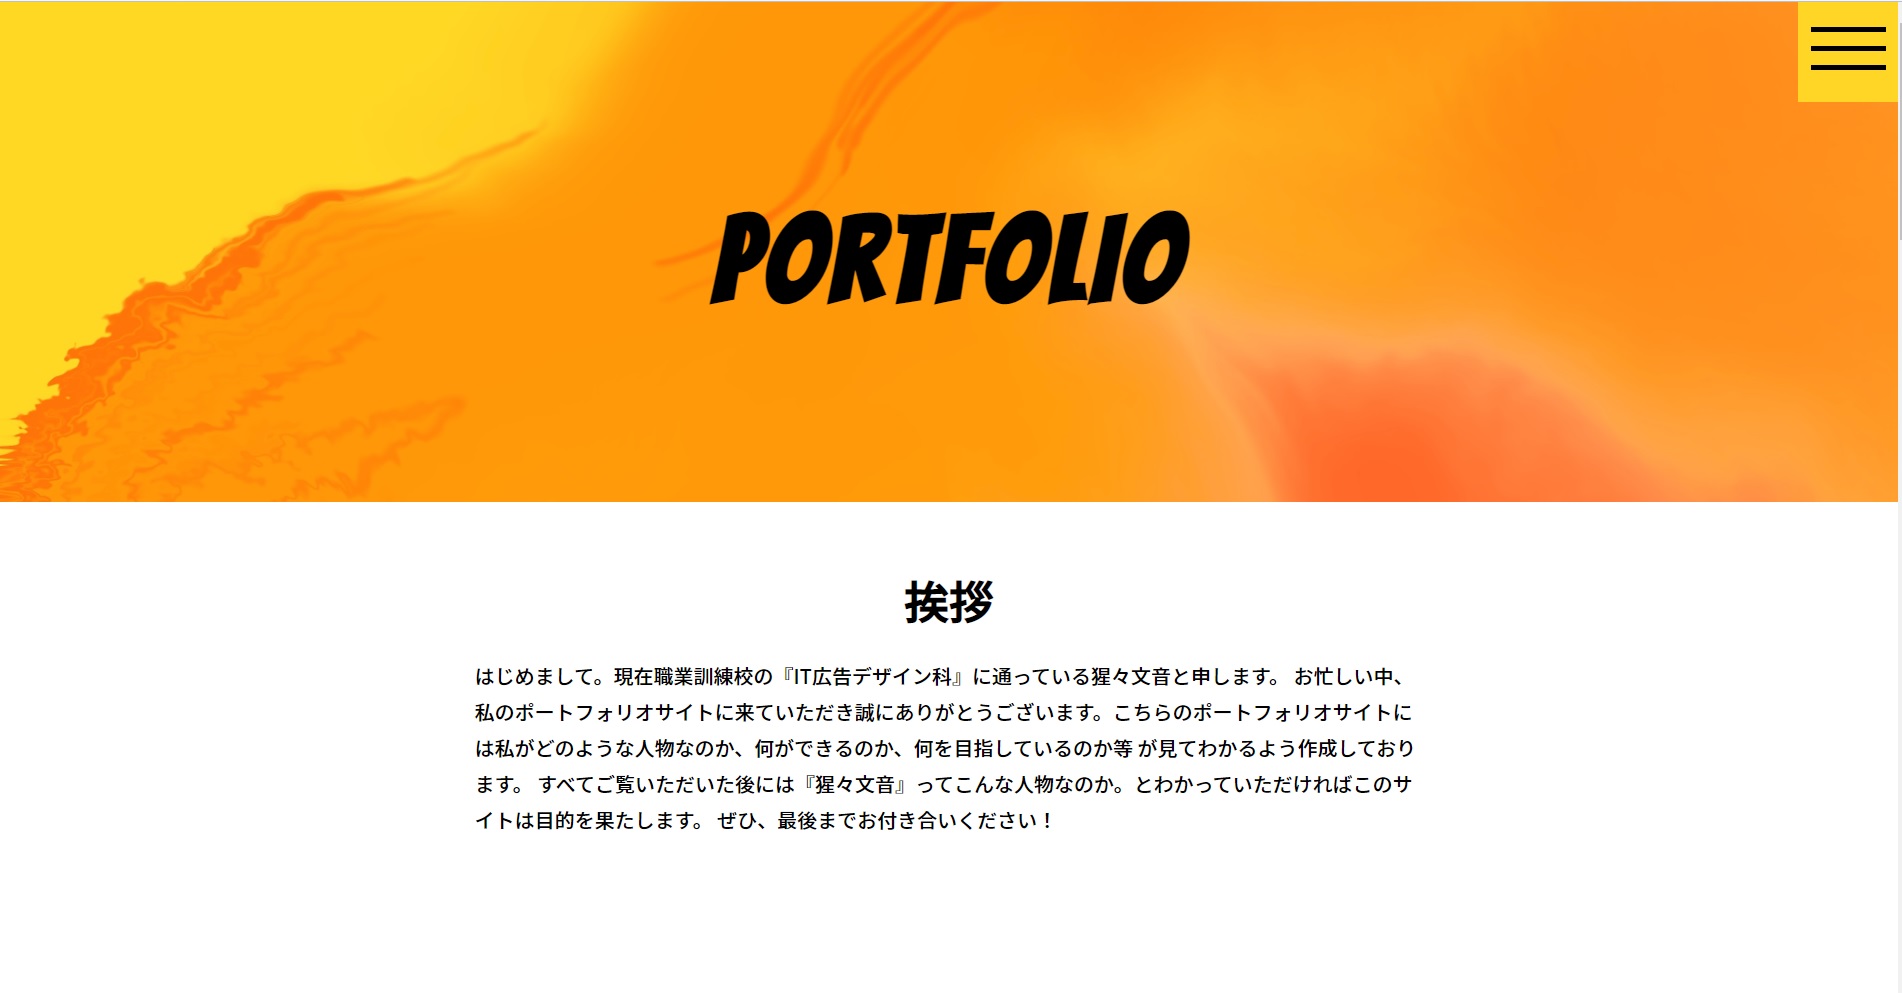 PORTFOLIO
挨拶
はじめまして。現在職業訓練校の『IT広告デザイン科』に通っている猩々文音と申します。 お忙しい中、
私のポートフォリオサイトに来ていただき誠にありがとうございます。こちらのポートフォリオサイトに
は私がどのような人物なのか、何ができるのか、何を目指しているのか等 が見てわかるよう作成しており
ます。 すべてご覧いただいた後には『猩々文音』ってこんな人物なのか。とわかっていただければこのサ
イトは目的を果たします。 ぜひ、最後までお付き合いください！